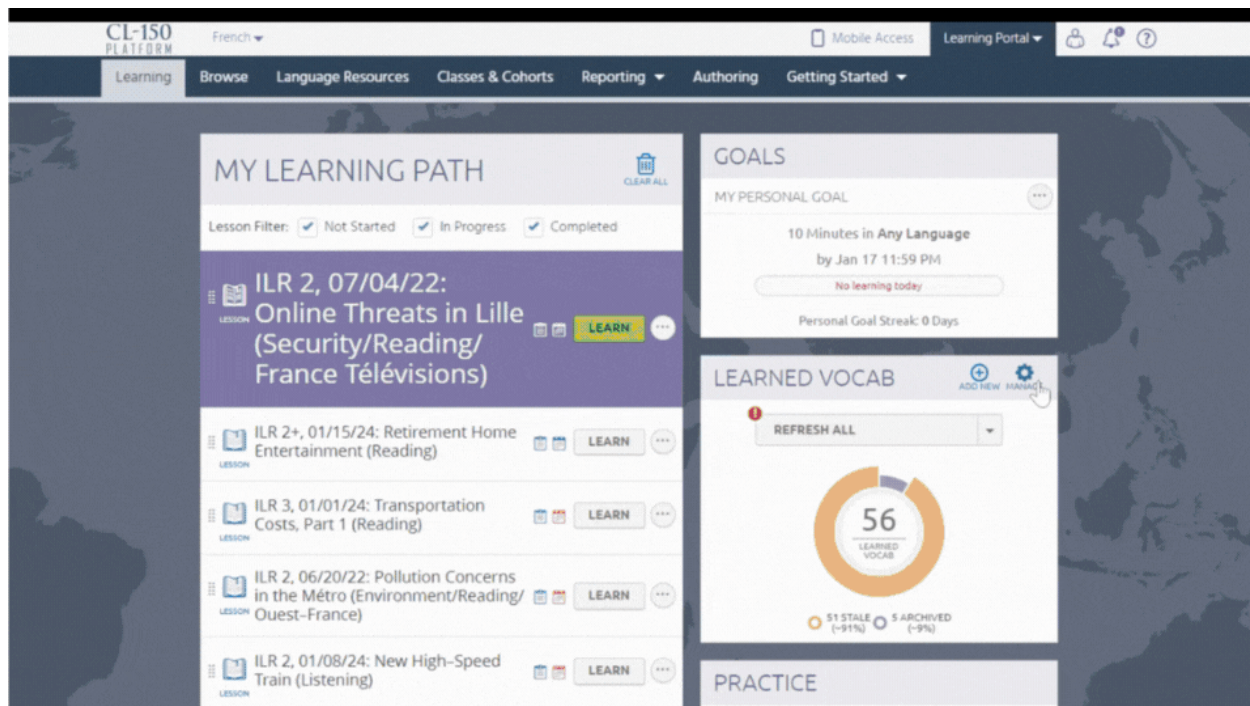 CL-150
PLATFORM
French
Mobile Access
Learning Portal
Learning
Browse
Language Resources
Classes & Cohorts
Reporting
Authoring
Getting Started
MY LEARNING PATH
CLEAR ALL
Lesson Filter:
Not Started
In Progress
Completed
LESSON
ILR 2, 07/04/22:
Online Threats in Lille
(Security/Reading/
France Télévisions)
LEARN
LESSON
ILR 2+, 01/15/24: Retirement Home
Entertainment (Reading)
LEARN
LESSON
ILR 3, 01/01/24: Transportation
Costs, Part 1 (Reading)
LEARN
LESSON
ILR 2, 06/20/22: Pollution Concerns
in the Métro (Environment/Reading/
Ouest-France)
LEARN
LESSON
ILR 2, 01/08/24: New High-Speed
Train (Listening)
LEARN
GOALS
MY PERSONAL GOAL
10 Minutes in Any Language
by Jan 17 11:59 PM
No learning today
Personal Goal Streak: 0 Days
LEARNED VOCAB
ADD NEW
REFRESH ALL
56
LEARNED
VOCAB
51 STALE
(~91%)
5 ARCHIVED
(~9%)
PRACTICE